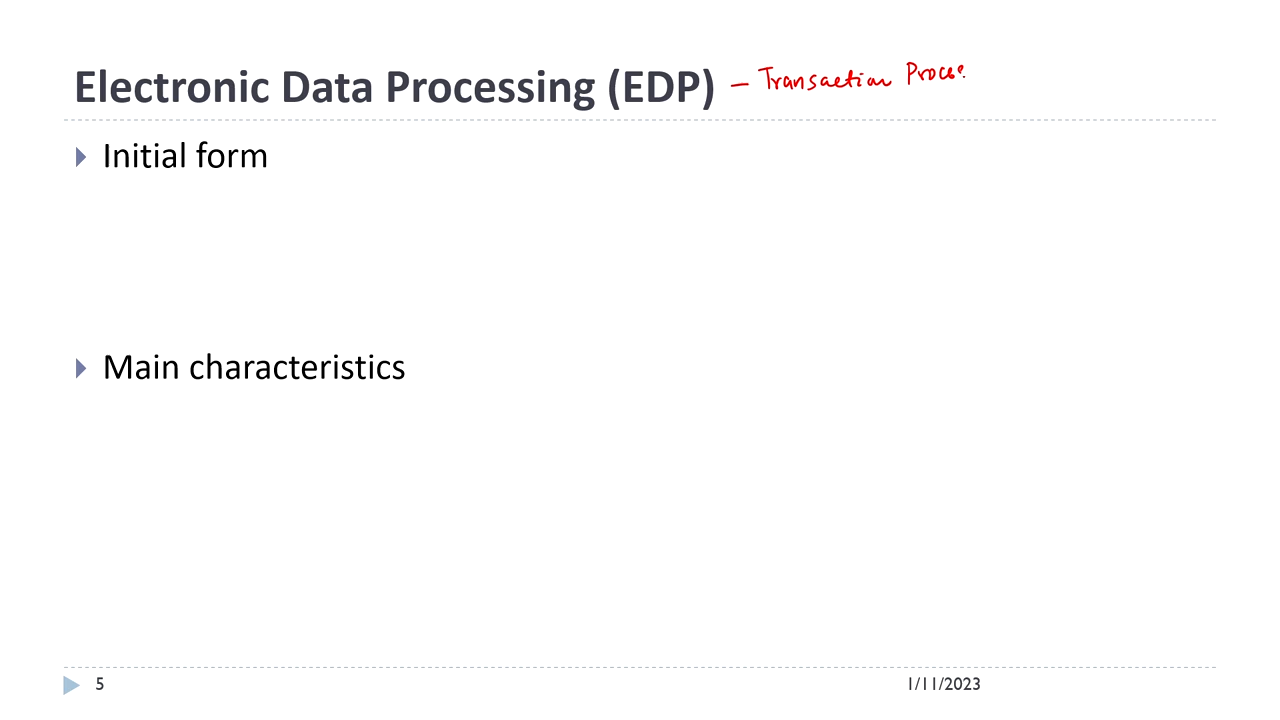 Electronic Data Processing (EDP) – Transaction Proces
Initial form
Main characteristics
5 1/11/2023